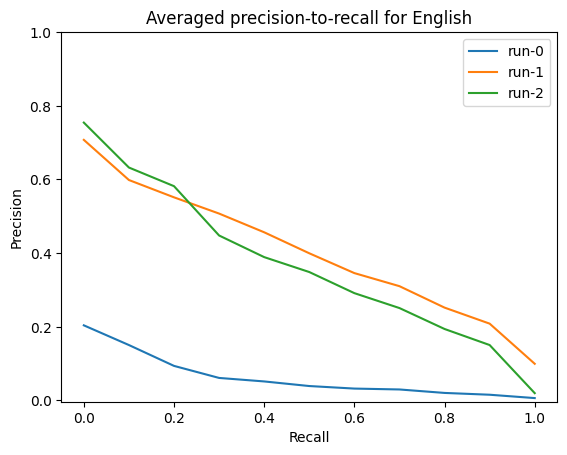 Averaged precision-to-recall for English
run-0
run-1
run-2
Precision
1.0
0.8
0.6
0.4
0.2
0.0
0.0 0.2 0.4 0.6 0.8 1.0
Recall